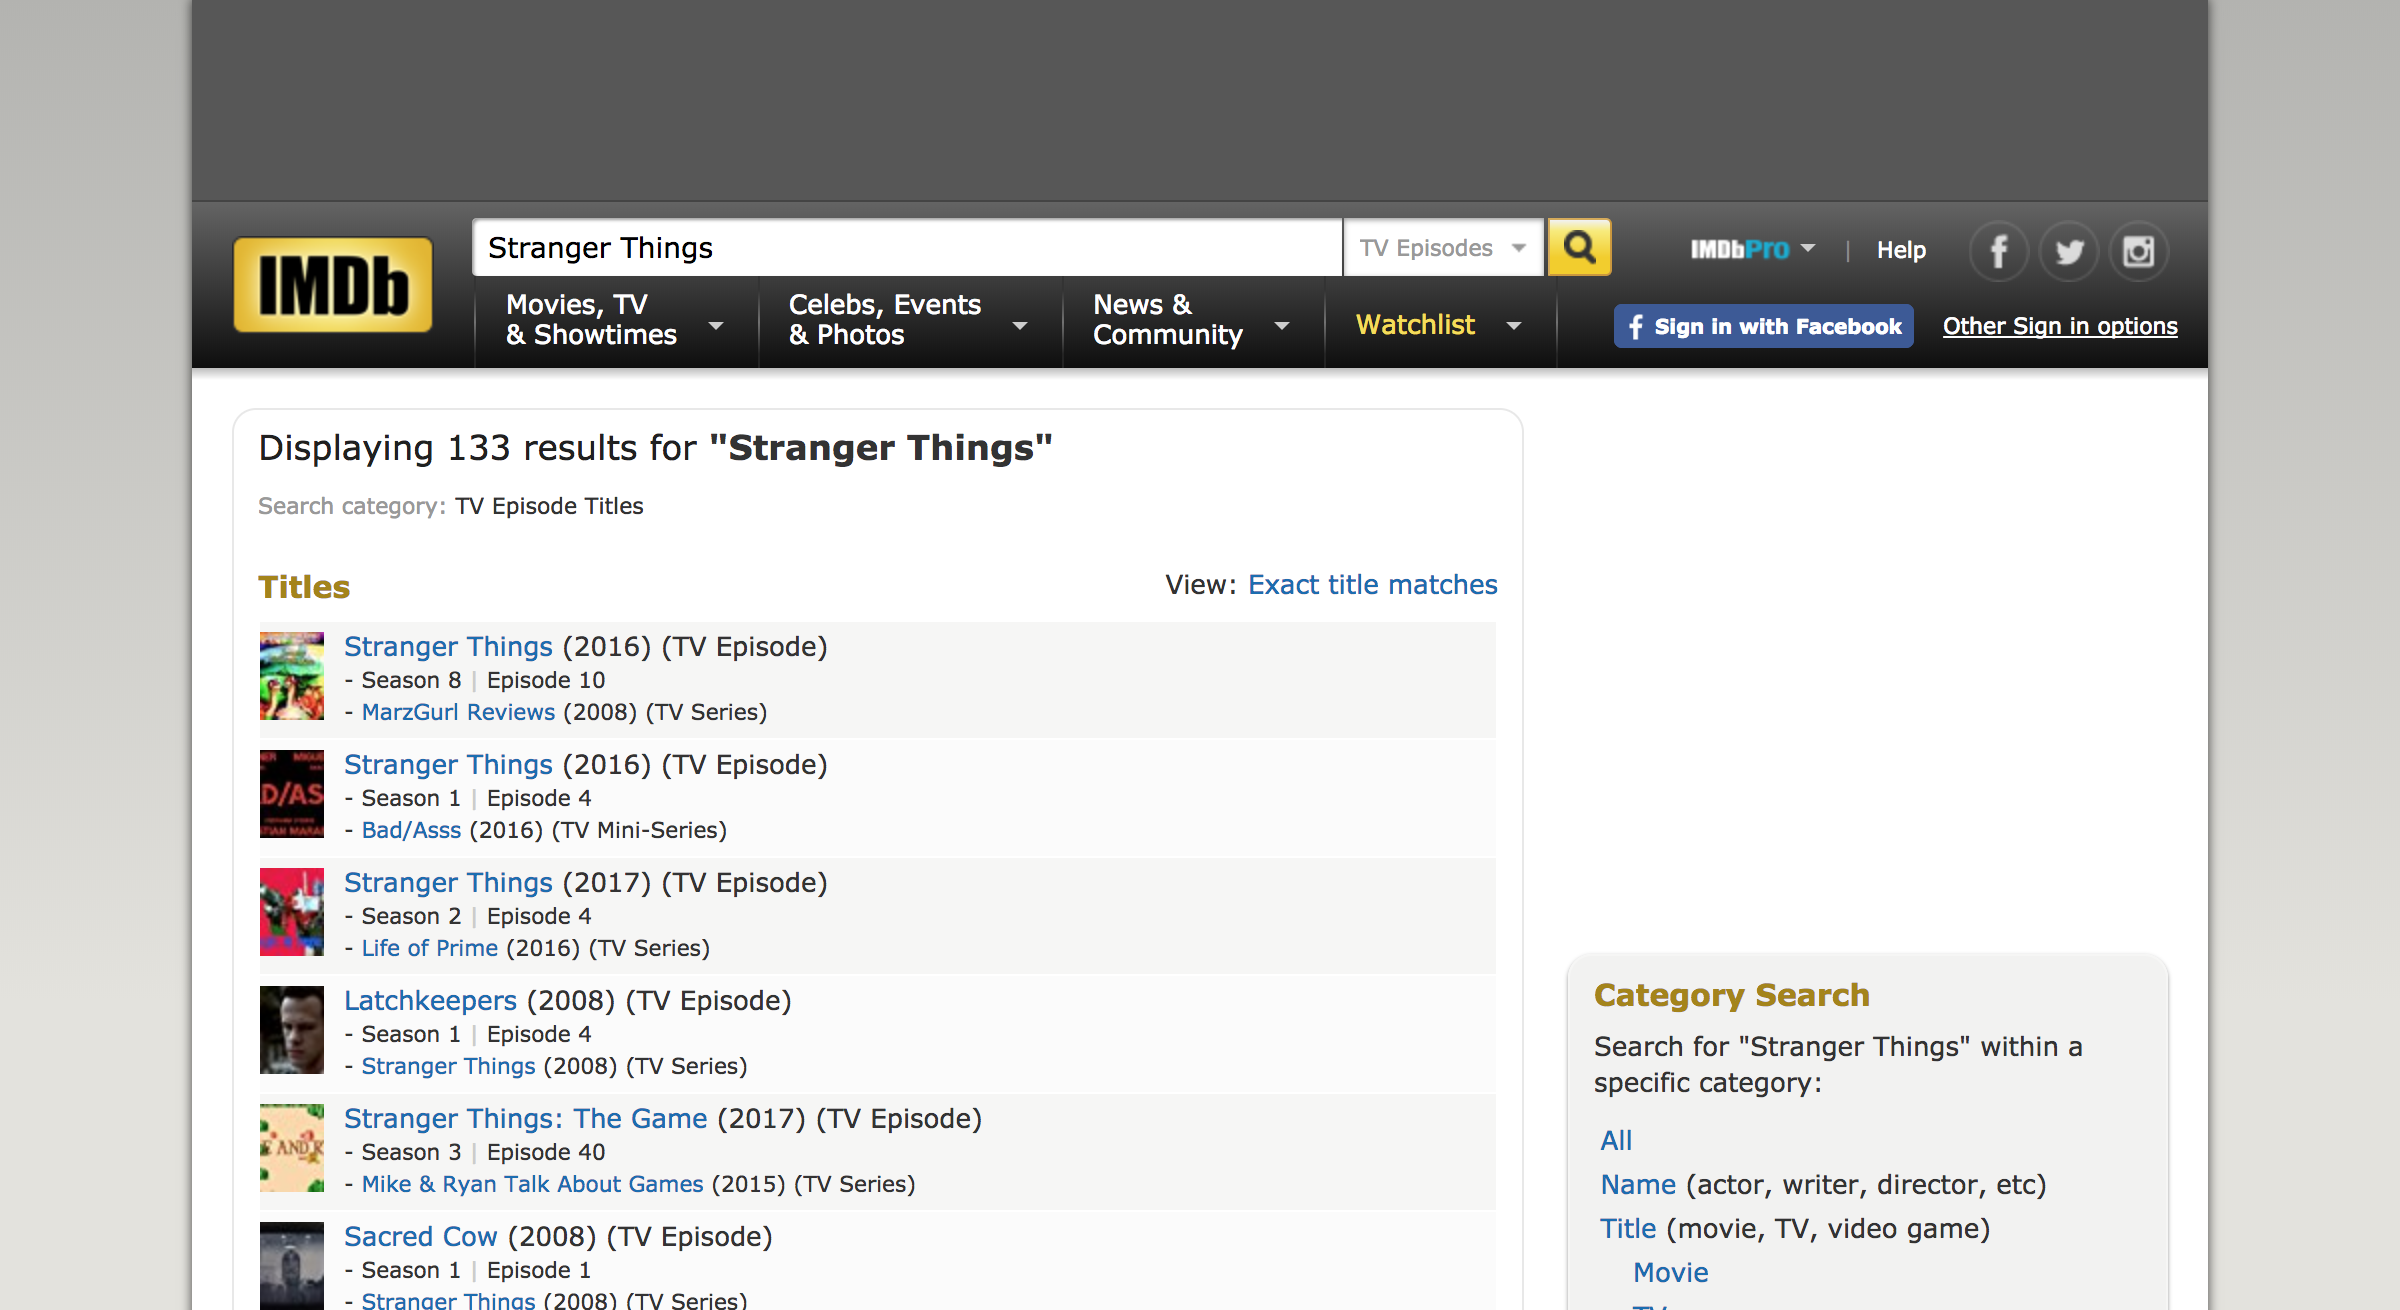 IMDb
Stranger Things
TV Episodes
IMDbPro
|
Help
Movies, TV
& Showtimes
Celebs, Events
& Photos
News &
Community
Watchlist
Sign in with Facebook
Other Sign in options
Displaying 133 results for "Stranger Things"
Search category: TV Episode Titles
Titles
View: Exact title matches
Stranger Things (2016) (TV Episode)
- Season 8 | Episode 10
- MarzGurl Reviews (2008) (TV Series)
D/AS
Stranger Things (2016) (TV Episode)
- Season 1 | Episode 4
- Bad/Asss (2016) (TV Mini-Series)
Stranger Things (2017) (TV Episode)
- Season 2 | Episode 4
- Life of Prime (2016) (TV Series)
Latchkeepers (2008) (TV Episode)
- Season 1 | Episode 4
- Stranger Things (2008) (TV Series)
E AND R
Stranger Things: The Game (2017) (TV Episode)
- Season 3 | Episode 40
- Mike & Ryan Talk About Games (2015) (TV Series)
Sacred Cow (2008) (TV Episode)
- Season 1 | Episode 1
- Stranger Things (2008) (TV Series)
Category Search
Search for "Stranger Things" within a
specific category:
All
Name (actor, writer, director, etc)
Title (movie, TV, video game)
Movie
TV